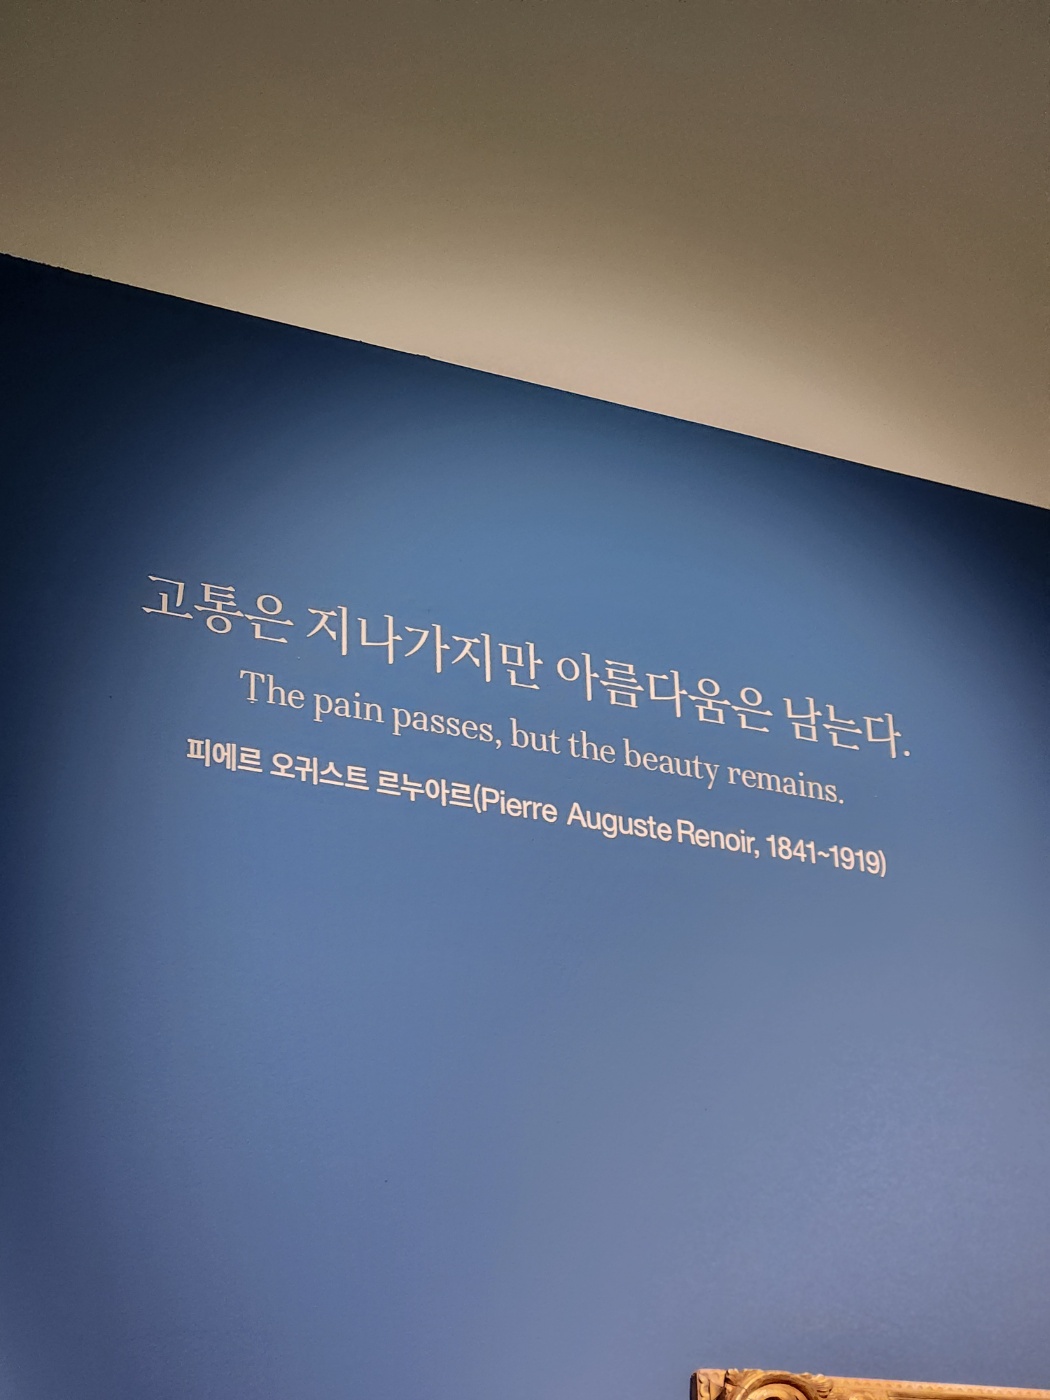 고통은 지나가지만 아름다움은 남는다.
The pain passes, but the beauty remains.
피에르 오귀스트 르누아르(Pierre Auguste Renoir, 1841~1919)